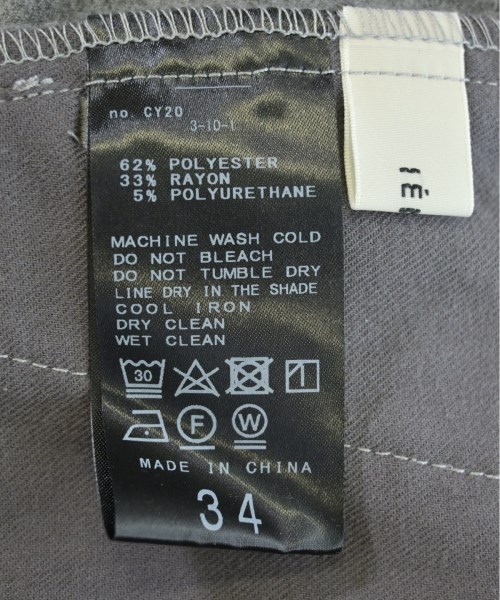 no. CY20
3-10-1
62% POLYESTER
33% RAYON
5% POLYURETHANE
MACHINE WASH COLD
DO NOT BLEACH
DO NOT TUMBLE DRY
LINE DRY IN THE SHADE
COOL IRON
DRY CLEAN
WET CLEAN
30
F W
MADE IN CHINA
34